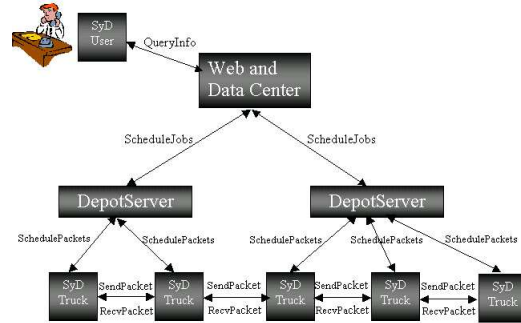 SyD
User
QueryInfo
Web and
Data Center
ScheduleJobs
ScheduleJobs
DepotServer
DepotServer
SchedulePackets
SchedulePackets
SchedulePackets
SchedulePackets
SchedulePackets
SyD
Truck
SendPacket
RecvPacket
SyD
Truck
SendPacket
RecvPacket
SyD
Truck
SendPacket
RecvPacket
SyD
Truck
SendPacket
RecvPacket
SyD
Truck